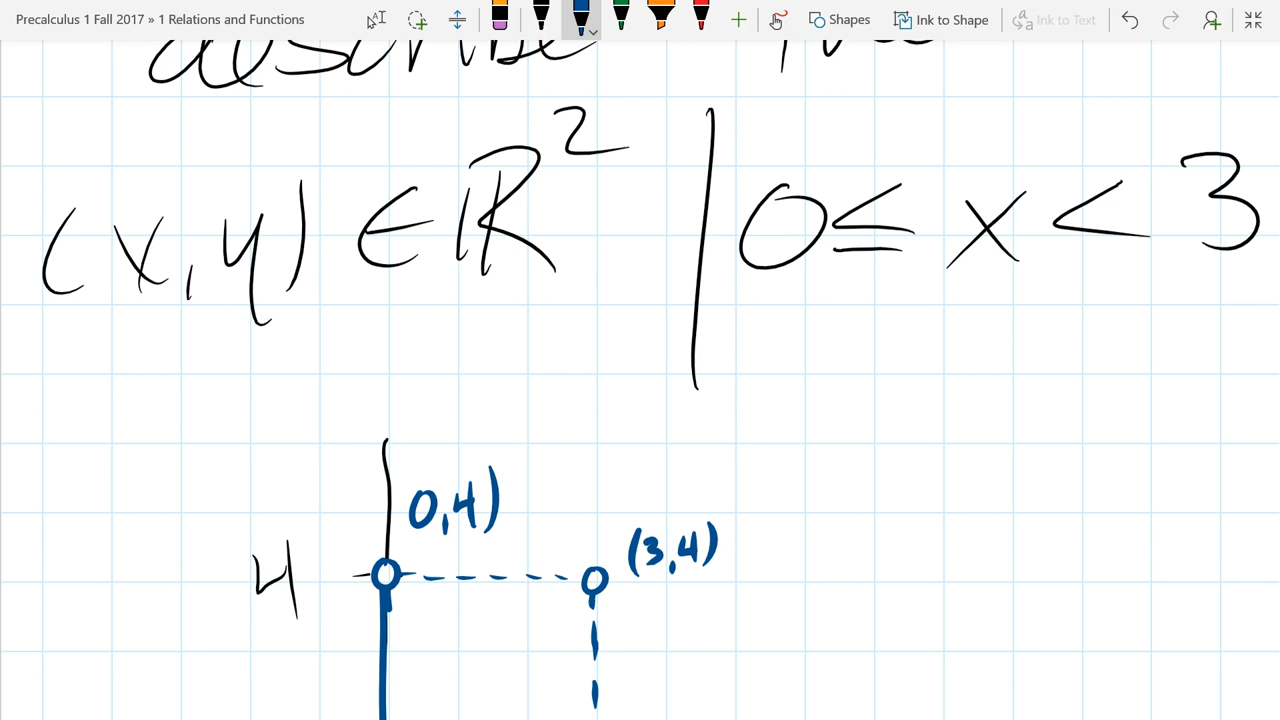 Precalculus 1 Fall 2017 » 1 Relations and Functions Shapes Ink to Shape Ink to Text
describe
(x,y) ∈ ℝ² | 0 ≤ x < 3
0,4)
(3,4)
4